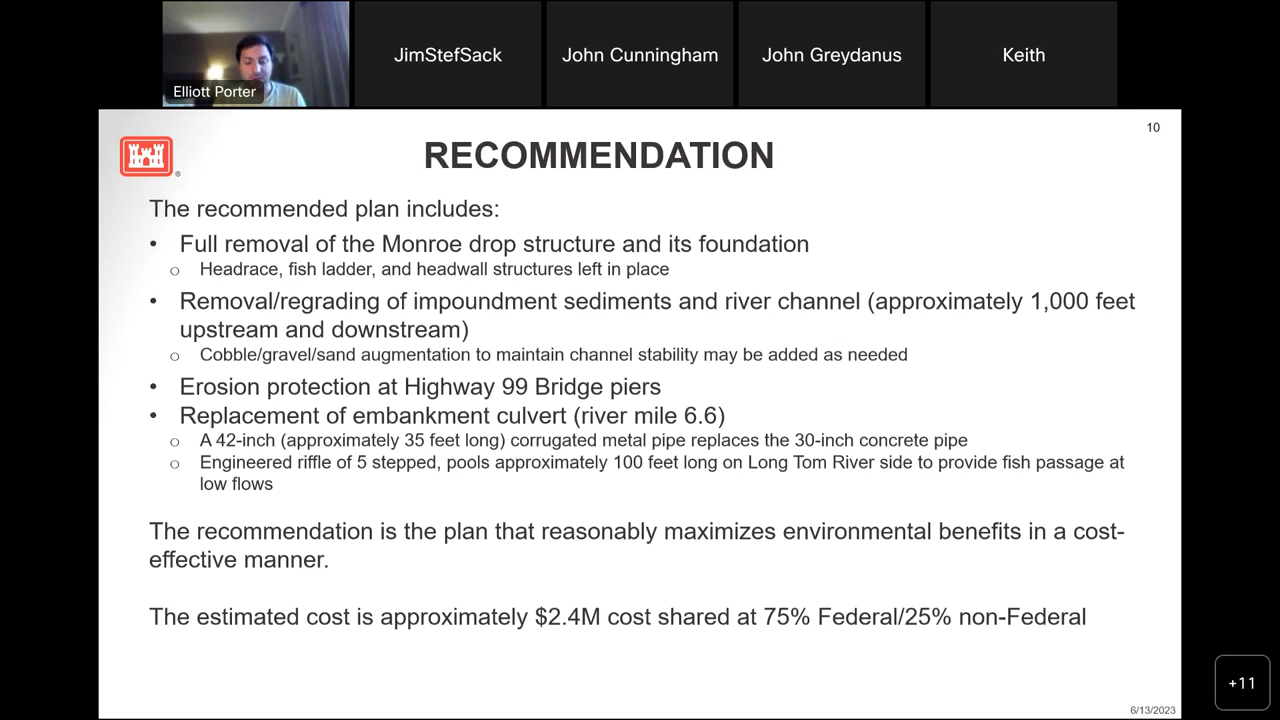 Elliott Porter
JimStefSack
John Cunningham
John Greydanus
Keith
10
RECOMMENDATION
The recommended plan includes:
• Full removal of the Monroe drop structure and its foundation
o Headrace, fish ladder, and headwall structures left in place
• Removal/regrading of impoundment sediments and river channel (approximately 1,000 feet
upstream and downstream)
o Cobble/gravel/sand augmentation to maintain channel stability may be added as needed
• Erosion protection at Highway 99 Bridge piers
• Replacement of embankment culvert (river mile 6.6)
o A 42-inch (approximately 35 feet long) corrugated metal pipe replaces the 30-inch concrete pipe
o Engineered riffle of 5 stepped, pools approximately 100 feet long on Long Tom River side to provide fish passage at
low flows
The recommendation is the plan that reasonably maximizes environmental benefits in a cost-
effective manner.
The estimated cost is approximately $2.4M cost shared at 75% Federal/25% non-Federal
+11
6/13/2023